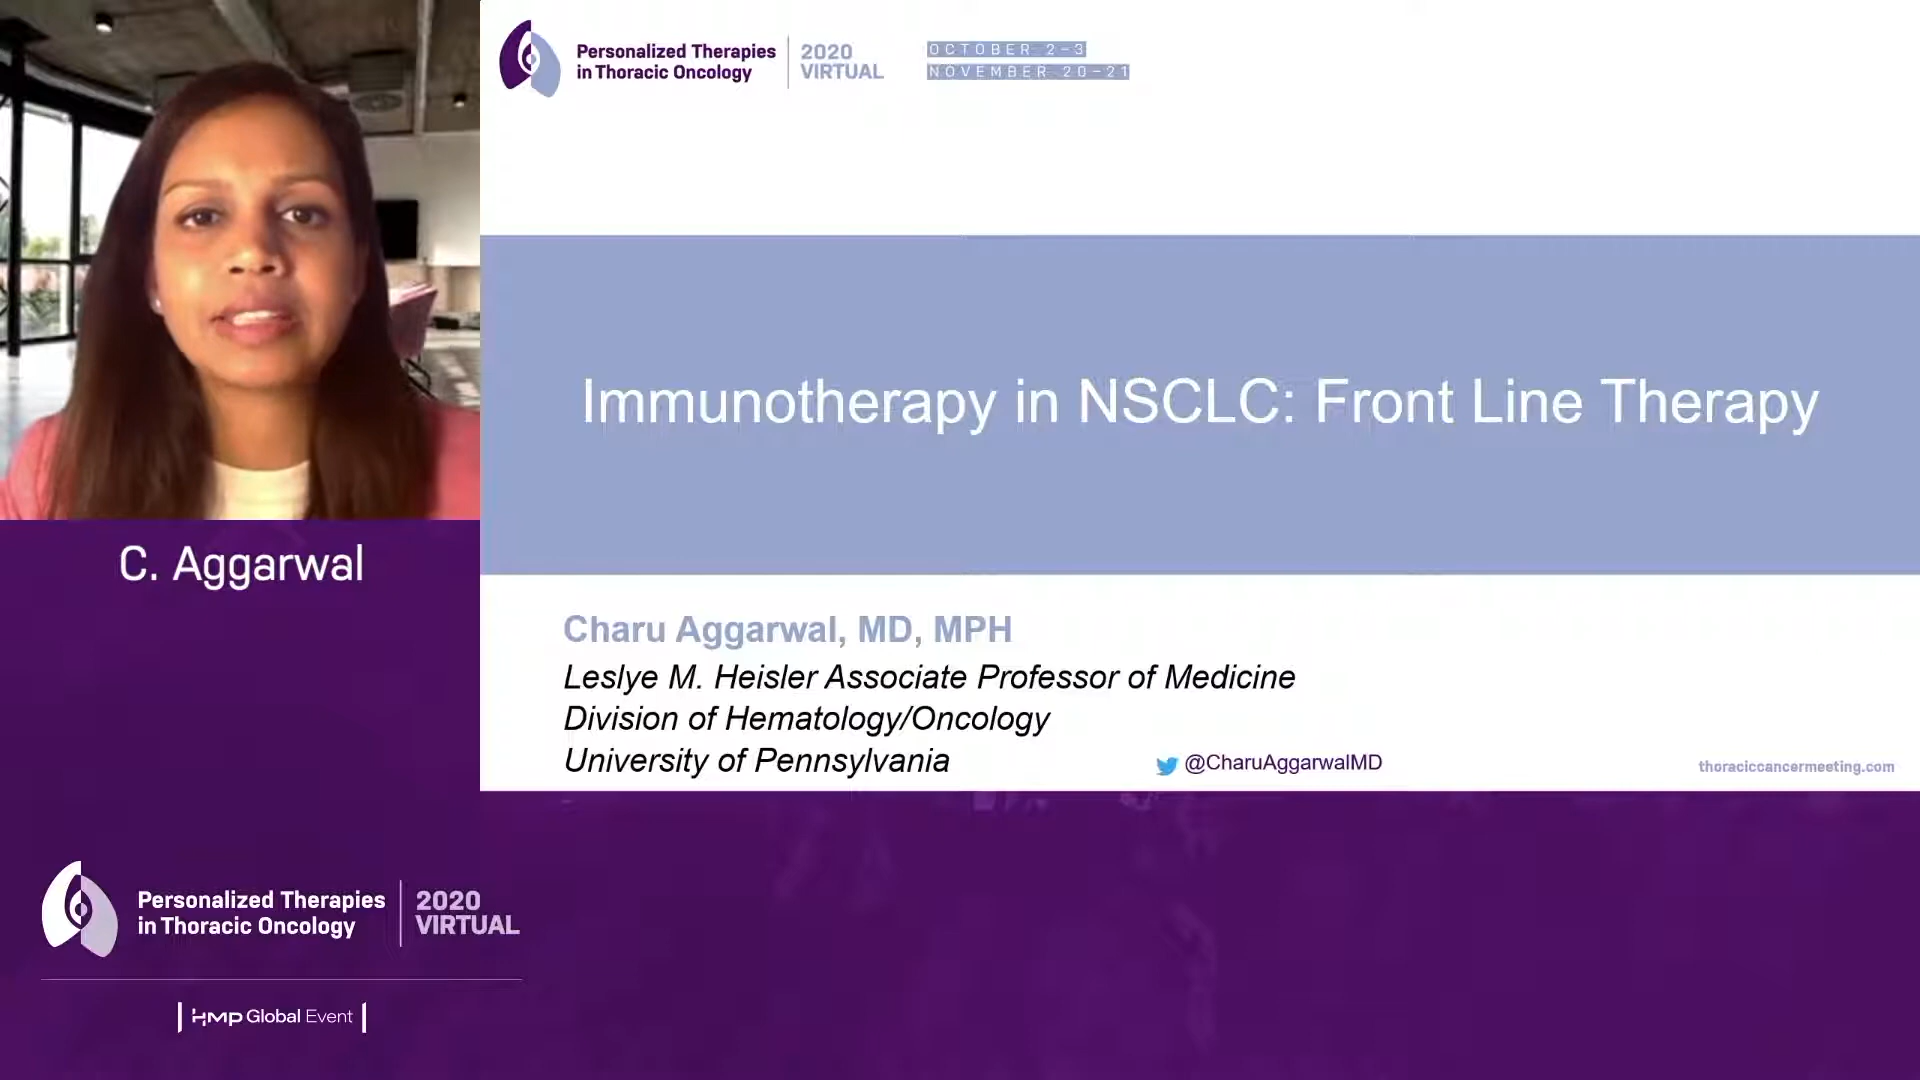 Personalized Therapies
in Thoracic Oncology
2020
VIRTUAL
OCTOBER 2-3
NOVEMBER 20-21
Immunotherapy in NSCLC: Front Line Therapy
C. Aggarwal
Charu Aggarwal, MD, MPH
Leslye M. Heisler Associate Professor of Medicine
Division of Hematology/Oncology
University of Pennsylvania
@CharuAggarwalMD
thoraciccancermeeting.com
Personalized Therapies
in Thoracic Oncology
2020
VIRTUAL
HMP Global Event